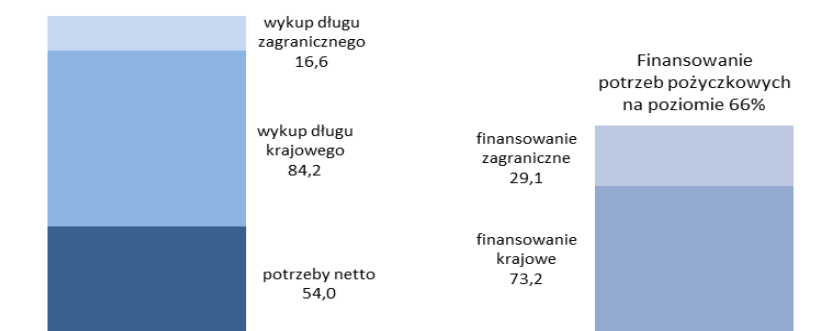 wykup długu
zagranicznego
16,6
wykup długu
krajowego
84,2
potrzeby netto
54,0
Finansowanie
potrzeb pożyczkowych
na poziomie 66%
finansowanie
zagraniczne
29,1
finansowanie
krajowe
73,2